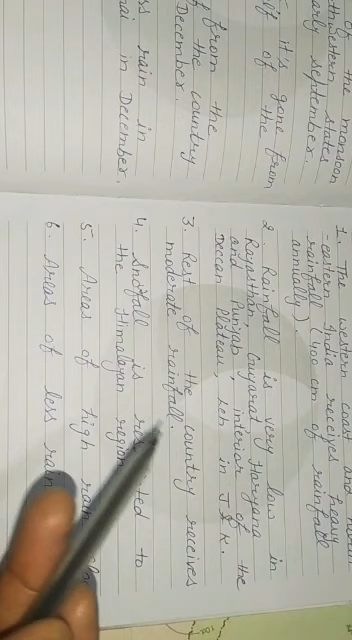 of the monsoon
thwestern states
early september.
it's gone from
lf of the
from the
f the country
December.
ss rain in
nai in December.
1. The western coast and
-eastern India receives heavy
rainfall (400 cm of rainfall
annually).
2. Rainfall is very low in
Rajasthan, Gujarat, Haryana
and Punjab, interior of the
Deccan Plateau, Leh in J&K.
3. Rest of the country receives
moderate rainfall.
4. Snowfall is to
the Himalayan region
5. Areas of high rain
6. Areas of less rain